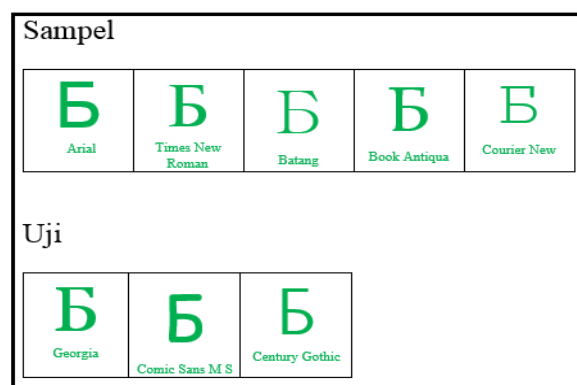 Sampel
Б Б Б Б Б
Arial Times New Roman Batang Book Antiqua Courier New
Uji
Б Б Б
Georgia Comic Sans M S Century Gothic